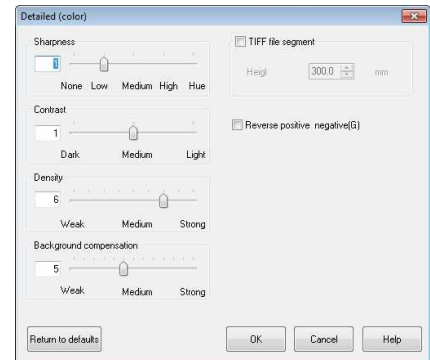 Detailed (color)
Sharpness
1
None Low Medium High Hue
Contrast
1
Dark Medium Light
Density
6
Weak Medium Strong
Background compensation
5
Weak Medium Strong
TIFF file segment
Heigl 300.0 mm
Reverse positive negative(G)
Return to defaults OK Cancel Help